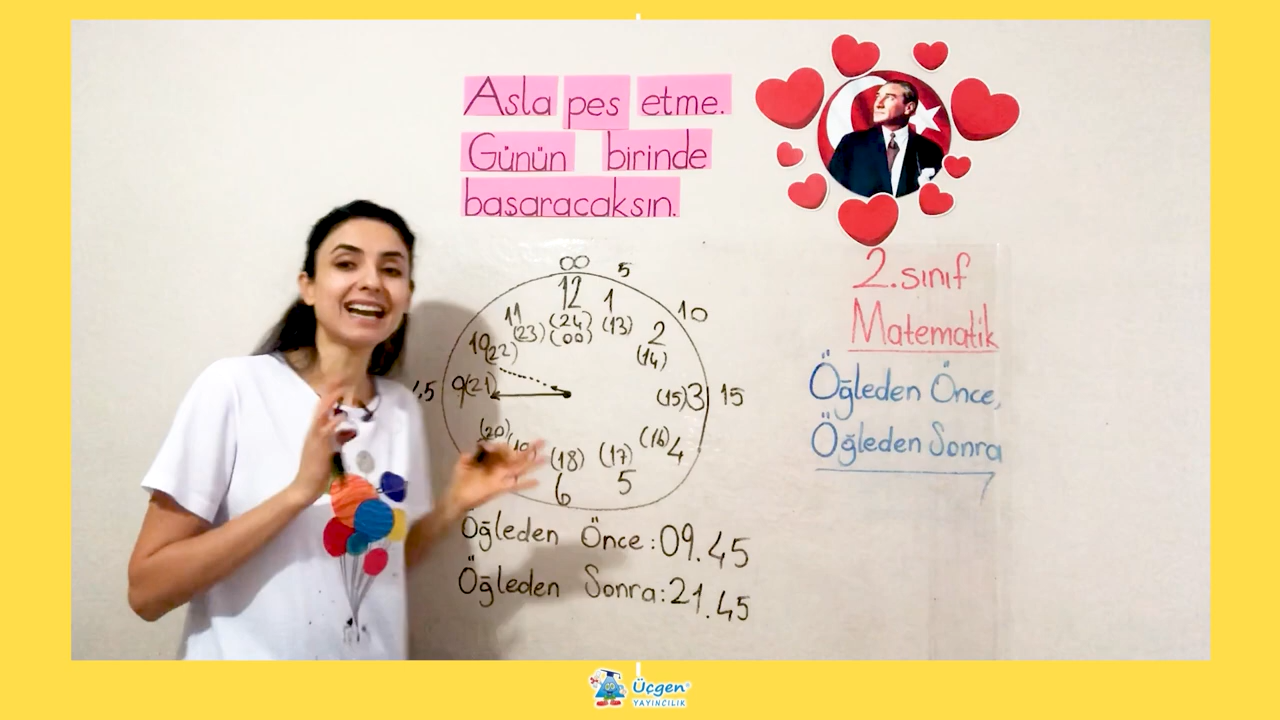 Asla pes etme.
Günün birinde
başaracaksın.
2. sınıf
Matematik
Öğleden Önce,
Öğleden Sonra
00
5
12
1
10
11
(24)
(13)
2
(23)
(00)
10
(22)
(14)
9(21)
(15)3
15
(20)
(16)
4
(18)
(17)
6
5
Öğleden Önce:09.45
Öğleden Sonra:21.45
Üçgen
YAYINCILIK